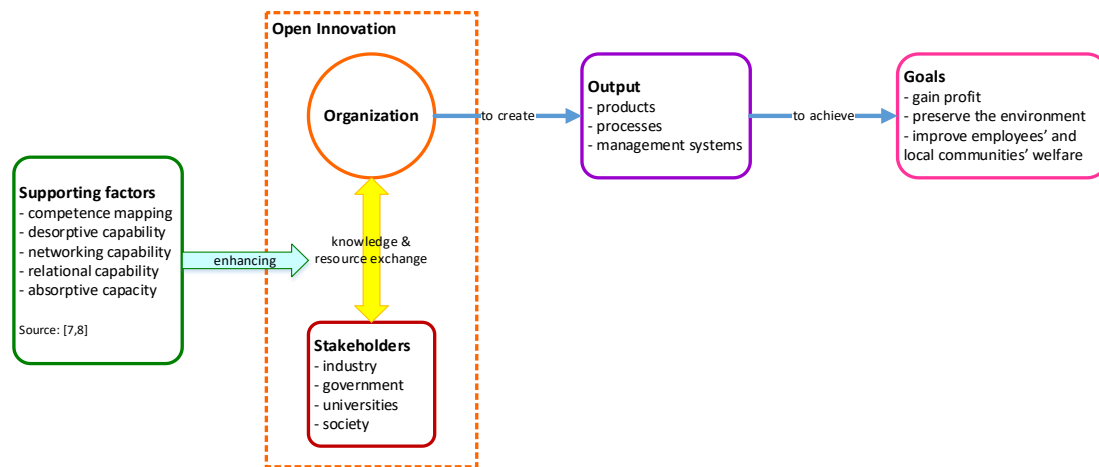 Open Innovation
Organization
to create
Output
- products
- processes
- management systems
to achieve
Goals
- gain profit
- preserve the environment
- improve employees’ and
local communities’ welfare
Supporting factors
- competence mapping
- desorptive capability
- networking capability
- relational capability
- absorptive capacity
Source: [7,8]
enhancing
knowledge &
resource exchange
Stakeholders
- industry
- government
- universities
- society